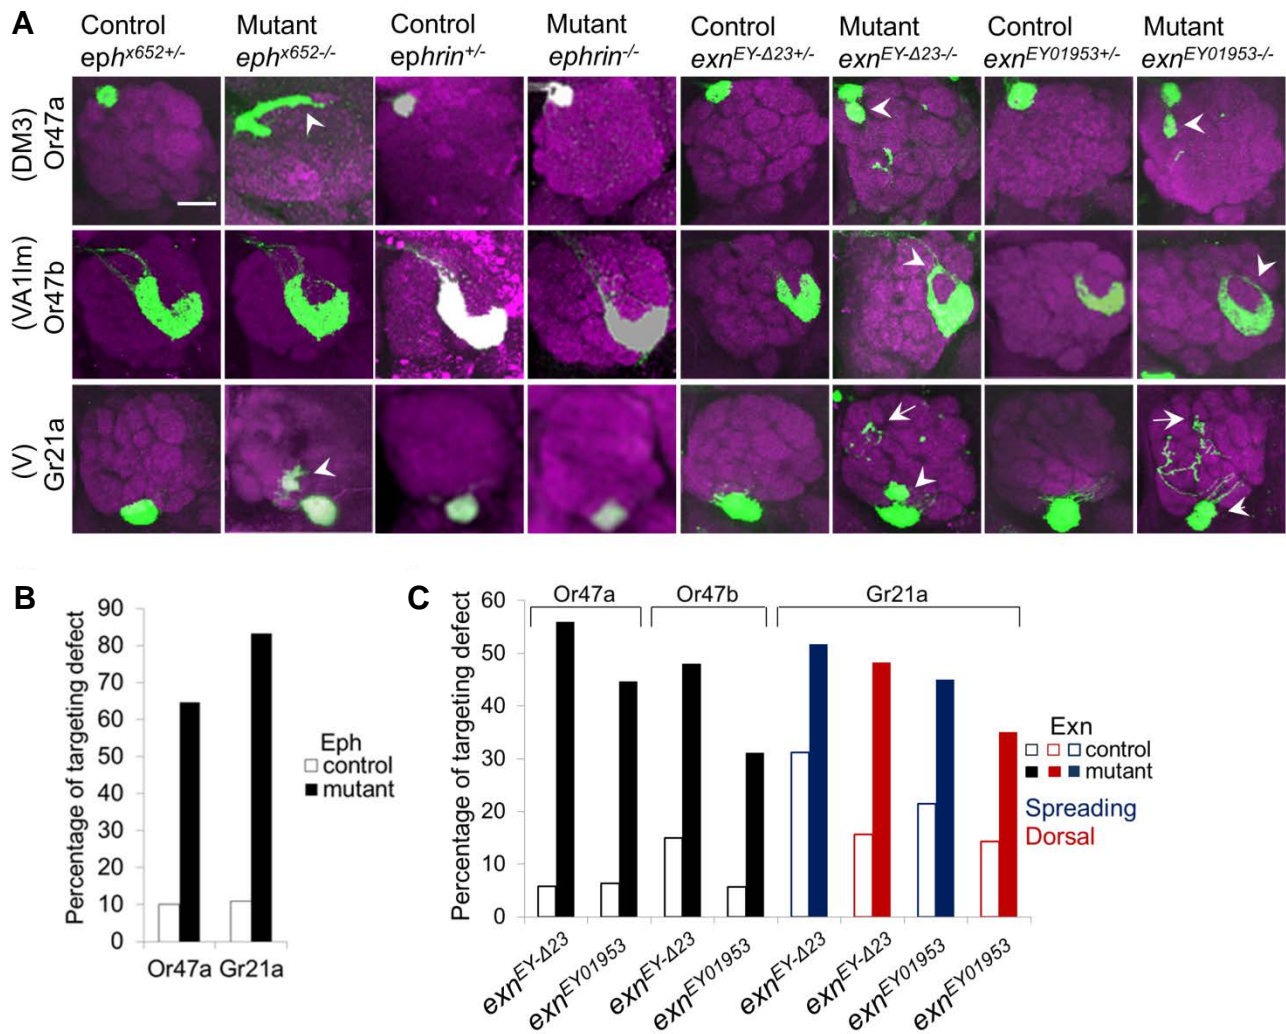 A
Control Mutant Control Mutant Control Mutant Control Mutant
eph^x652+/- eph^x652-/- ephrin^+/- ephrin^-/- exn^EY-Δ23+/- exn^EY-Δ23-/- exn^EY01953+/- exn^EY01953-/-
(DM3)
Or47a
(VA1lm)
Or47b
(V)
Gr21a
B
Percentage of targeting defect
90
80
70
60
50
40
30
20
10
0
Or47a Gr21a
Eph
control
mutant
C
Percentage of targeting defect
60
50
40
30
20
10
0
Or47a Or47b Gr21a
Exn
control
mutant
Spreading
Dorsal
exn^EY-Δ23 exn^EY01953 exn^EY-Δ23 exn^EY01953 exn^EY-Δ23 exn^EY-Δ23 exn^EY01953 exn^EY01953